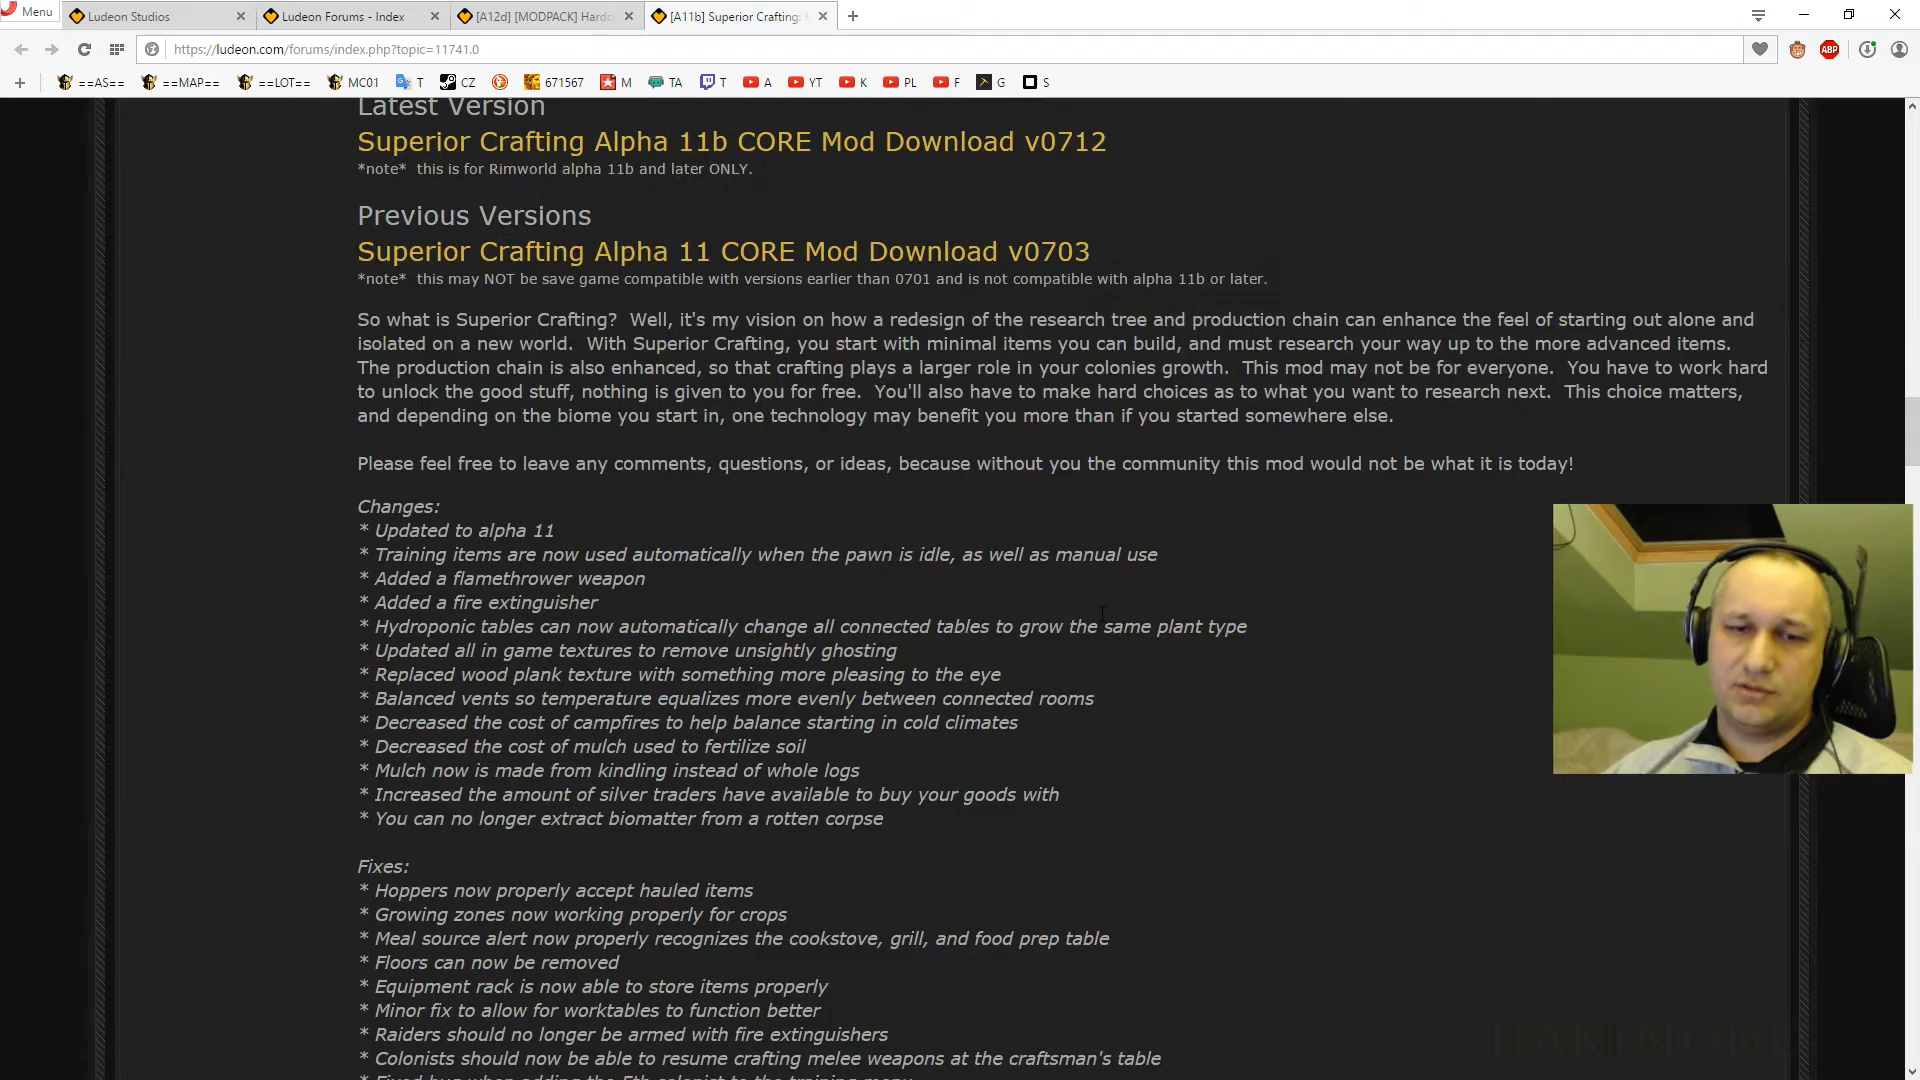 Menu
Ludeon Studios
Ludeon Forums - Index
[A12d] [MODPACK] Hardc
[A11b] Superior Crafting:
https://ludeon.com/forums/index.php?topic=11741.0
ABP
==AS== ==MAP== ==LOT== MC01 T CZ 671567 M TA T A YT K PL F G S
Latest Version
Superior Crafting Alpha 11b CORE Mod Download v0712
*note* this is for Rimworld alpha 11b and later ONLY.
Previous Versions
Superior Crafting Alpha 11 CORE Mod Download v0703
*note* this may NOT be save game compatible with versions earlier than 0701 and is not compatible with alpha 11b or later.
So what is Superior Crafting? Well, it's my vision on how a redesign of the research tree and production chain can enhance the feel of starting out alone and
isolated on a new world. With Superior Crafting, you start with minimal items you can build, and must research your way up to the more advanced items.
The production chain is also enhanced, so that crafting plays a larger role in your colonies growth. This mod may not be for everyone. You have to work hard
to unlock the good stuff, nothing is given to you for free. You'll also have to make hard choices as to what you want to research next. This choice matters,
and depending on the biome you start in, one technology may benefit you more than if you started somewhere else.
Please feel free to leave any comments, questions, or ideas, because without you the community this mod would not be what it is today!
Changes:
* Updated to alpha 11
* Training items are now used automatically when the pawn is idle, as well as manual use
* Added a flamethrower weapon
* Added a fire extinguisher
* Hydroponic tables can now automatically change all connected tables to grow the same plant type
* Updated all in game textures to remove unsightly ghosting
* Replaced wood plank texture with something more pleasing to the eye
* Balanced vents so temperature equalizes more evenly between connected rooms
* Decreased the cost of campfires to help balance starting in cold climates
* Decreased the cost of mulch used to fertilize soil
* Mulch now is made from kindling instead of whole logs
* Increased the amount of silver traders have available to buy your goods with
* You can no longer extract biomatter from a rotten corpse
Fixes:
* Hoppers now properly accept hauled items
* Growing zones now working properly for crops
* Meal source alert now properly recognizes the cookstove, grill, and food prep table
* Floors can now be removed
* Equipment rack is now able to store items properly
* Minor fix to allow for worktables to function better
* Raiders should no longer be armed with fire extinguishers
* Colonists should now be able to resume crafting melee weapons at the craftsman's table
* Fixed bug when adding the 5th colonist to the training menu